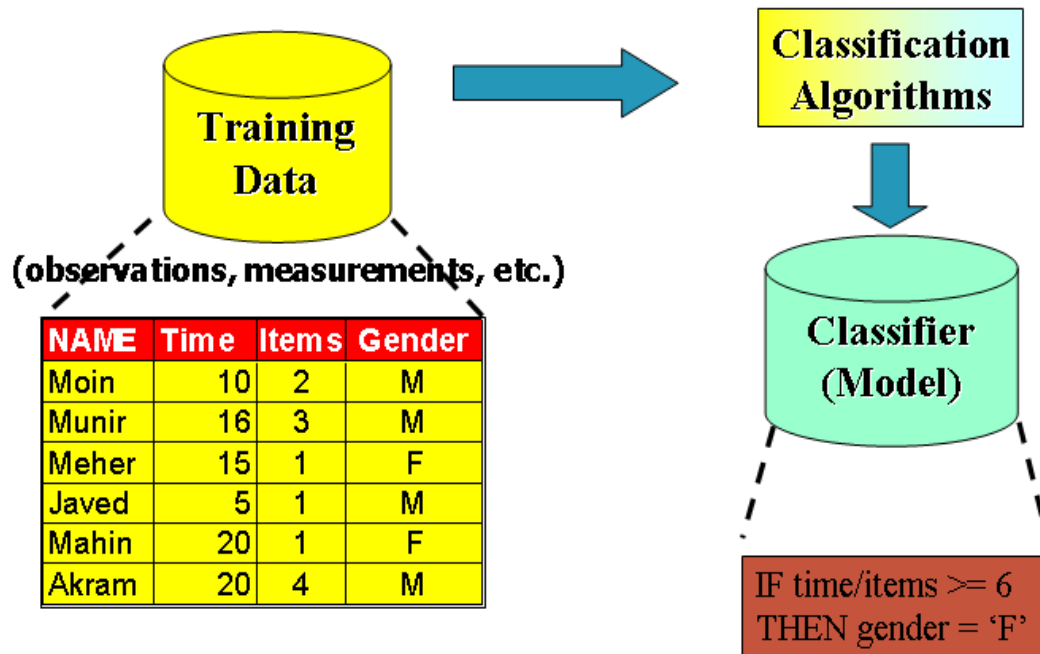 Training
Data
Classification
Algorithms
(observations, measurements, etc.)
NAME Time Items Gender
Moin 10 2 M
Munir 16 3 M
Meher 15 1 F
Javed 5 1 M
Mahin 20 1 F
Akram 20 4 M
Classifier
(Model)
IF time/items >= 6
THEN gender = ‘F’